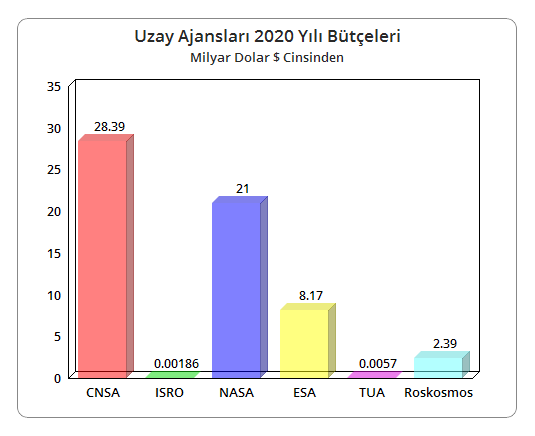 Uzay Ajansları 2020 Yılı Bütçeleri
Milyar Dolar $ Cinsinden
35
30
25
20
15
10
5
0
28.39
0.00186
21
8.17
0.0057
2.39
CNSA
ISRO
NASA
ESA
TUA
Roskosmos